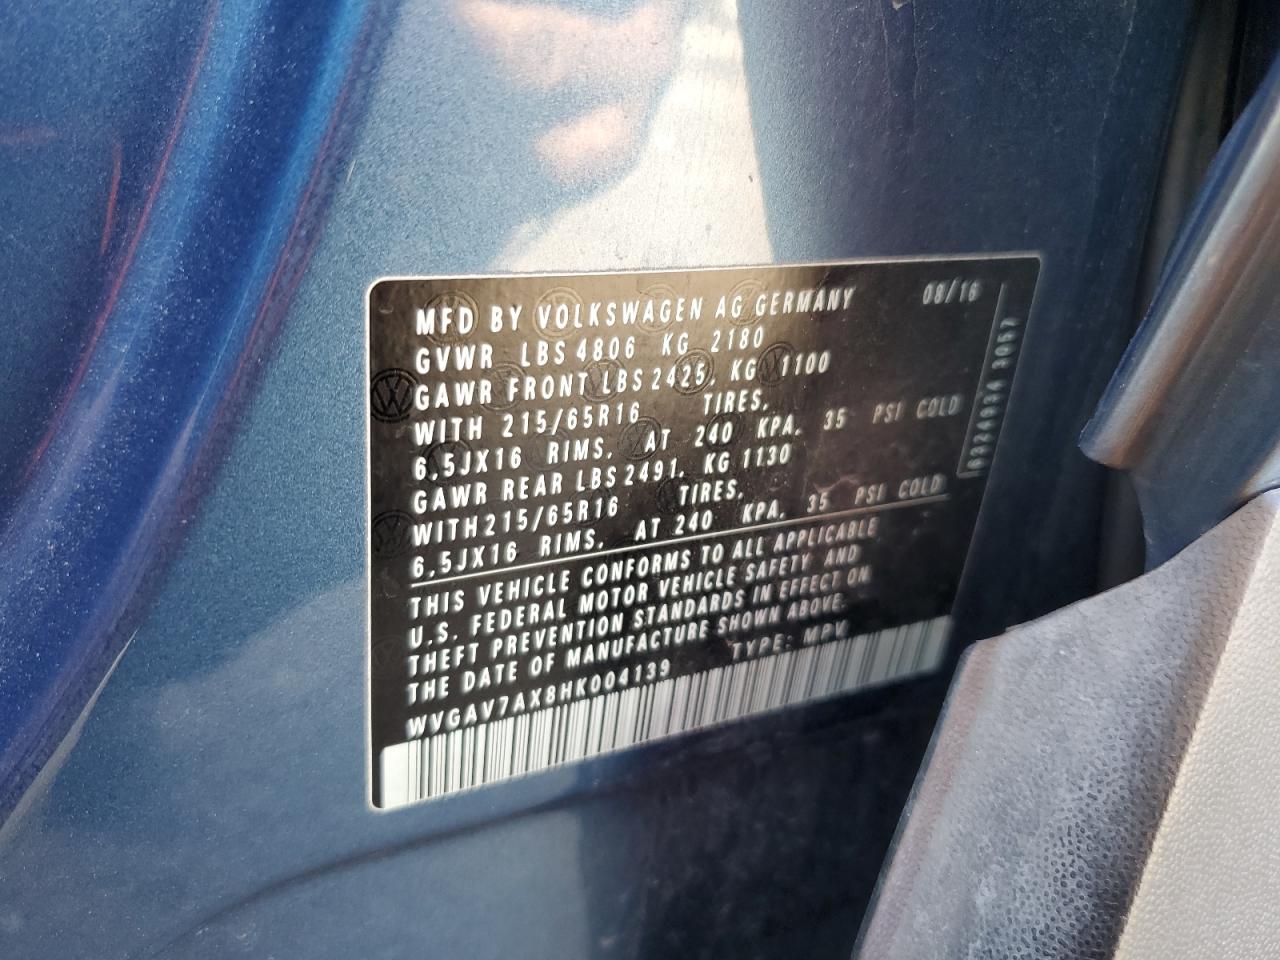 MFD BY VOLKSWAGEN AG GERMANY 08/16
GVWR LBS 4806 KG 2180
GAWR FRONT LBS 2425, KG 1100
WITH 215/65R16 TIRES,
6,5JX16 RIMS, AT 240 KPA, 35 PSI COLD
GAWR REAR LBS 2491, KG 1130
WITH 215/65R16 TIRES,
6,5JX16 RIMS, AT 240 KPA, 35 PSI COLD
THIS VEHICLE CONFORMS TO ALL APPLICABLE
U.S. FEDERAL MOTOR VEHICLE SAFETY AND
THEFT PREVENTION STANDARDS IN EFFECT ON
THE DATE OF MANUFACTURE SHOWN ABOVE.
WVGAV7AX8HK004139 TYPE: MPV